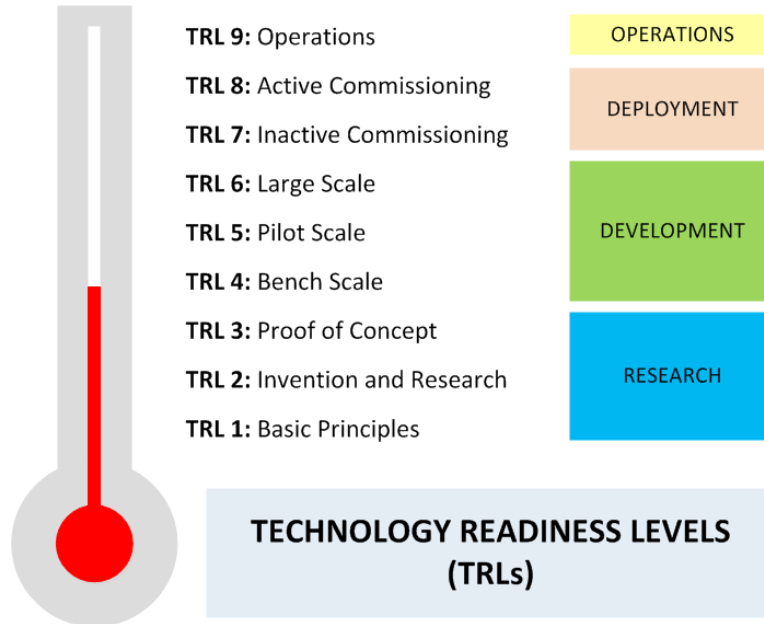 TRL 9: Operations
TRL 8: Active Commissioning
TRL 7: Inactive Commissioning
TRL 6: Large Scale
TRL 5: Pilot Scale
TRL 4: Bench Scale
TRL 3: Proof of Concept
TRL 2: Invention and Research
TRL 1: Basic Principles
OPERATIONS
DEPLOYMENT
DEVELOPMENT
RESEARCH
TECHNOLOGY READINESS LEVELS
(TRLs)